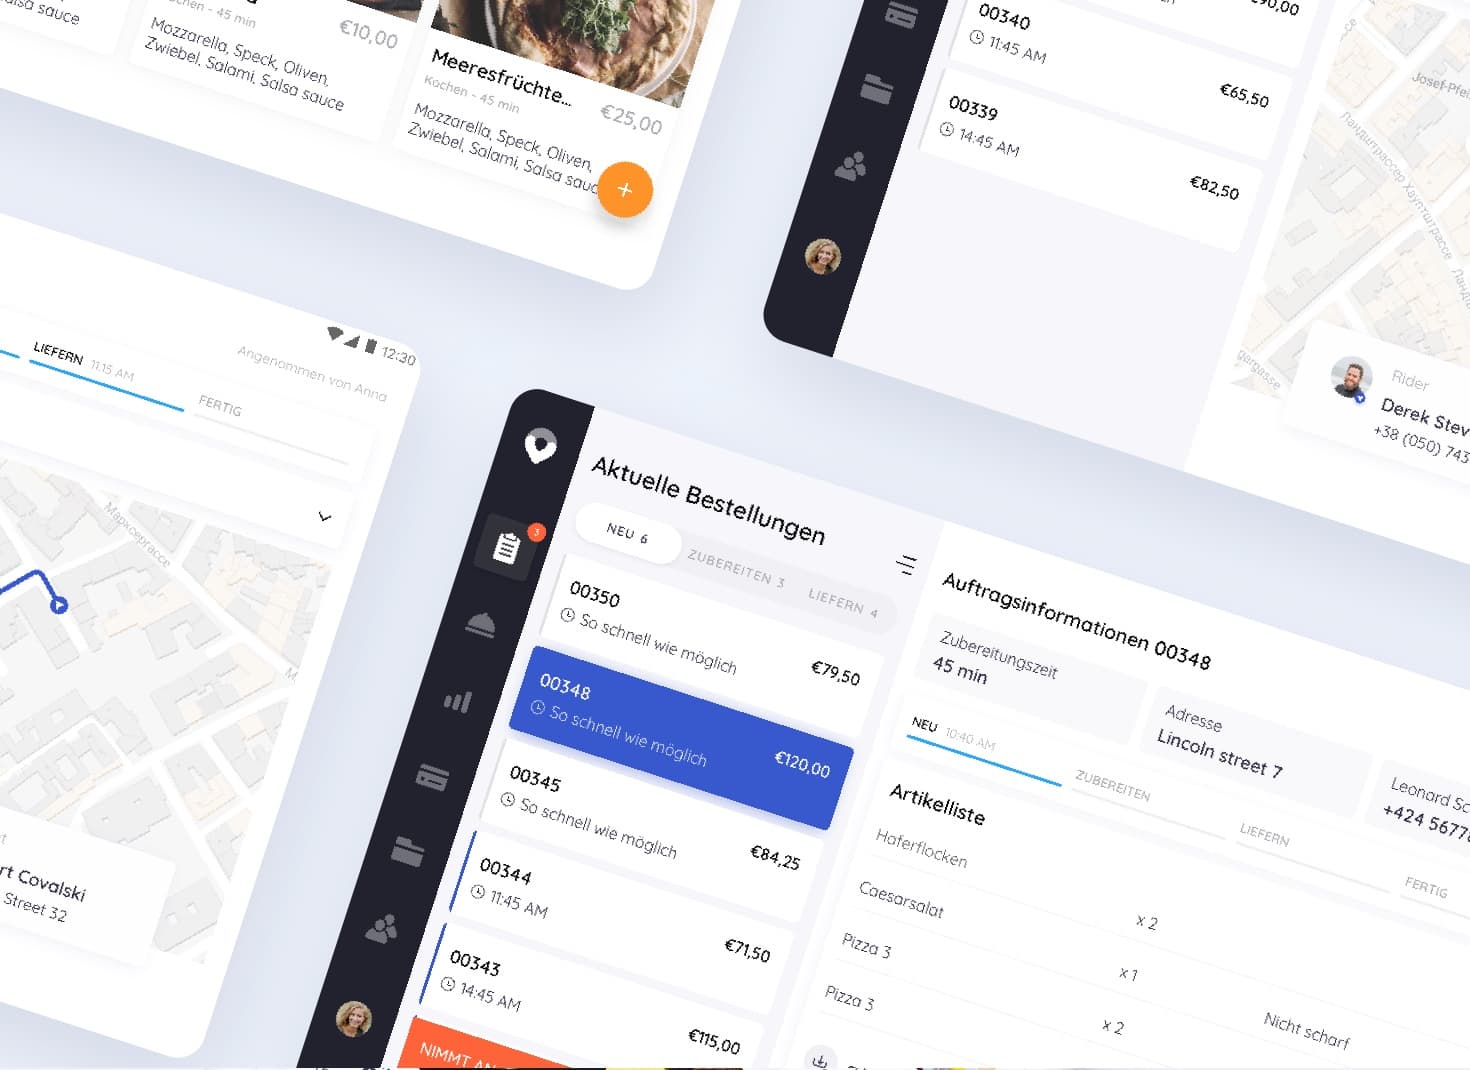 sauce
- 45 min
€10,00
Mozzarella, Speck, Oliven,
Zwiebel, Salami, Salsa sauce
Meeresfrüchte...
Kochen - 45 min
€25,00
Mozzarella, Speck, Oliven,
Zwiebel, Salami, Salsa sauc
00340
11:45 AM
€65,50
00339
14:45 AM
€82,50
Ландштрассер Хауптштрассе
Rider
Derek Stev
+38 (050) 743
12:30
Angenommen von Anna
LIEFERN 11:15 AM
FERTIG
Марксергассе
rt Covalski
Street 32
Aktuelle Bestellungen
NEU 6
ZUBEREITEN 3
LIEFERN 4
3
00350
So schnell wie möglich
€79,50
00348
So schnell wie möglich
€120,00
00345
So schnell wie möglich
€84,25
00344
11:45 AM
€71,50
00343
14:45 AM
€115,00
NIMMT AN
Auftragsinformationen 00348
Zubereitungszeit
45 min
Adresse
Lincoln street 7
Leonard Sc
+424 5677
NEU 10:40 AM
ZUBEREITEN
LIEFERN
FERTIG
Artikelliste
Haferflocken
x 2
Caesarsalat
x 1
Pizza 3
x 2
Nicht scharf
Pizza 3